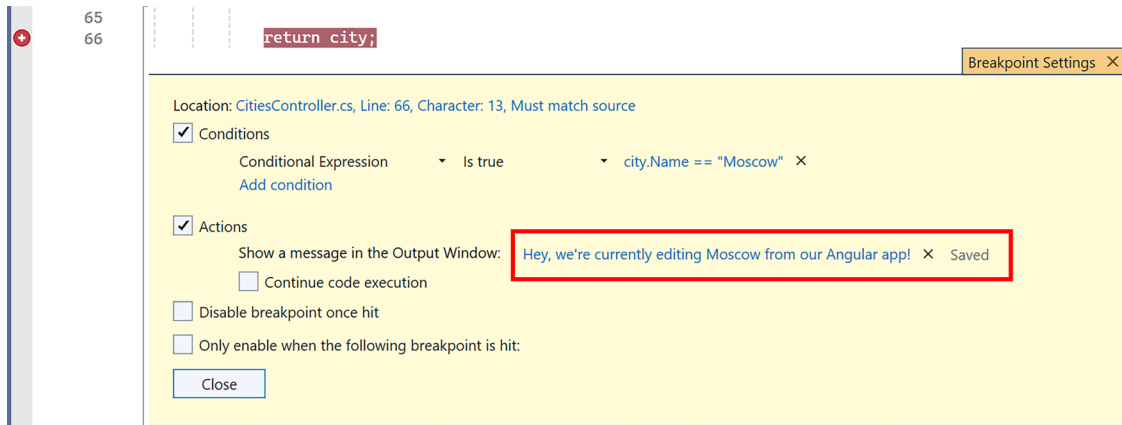 65
66 return city;
Breakpoint Settings
Location: CitiesController.cs, Line: 66, Character: 13, Must match source
Conditions
Conditional Expression Is true city.Name == "Moscow"
Add condition
Actions
Show a message in the Output Window: Hey, we're currently editing Moscow from our Angular app! Saved
Continue code execution
Disable breakpoint once hit
Only enable when the following breakpoint is hit:
Close